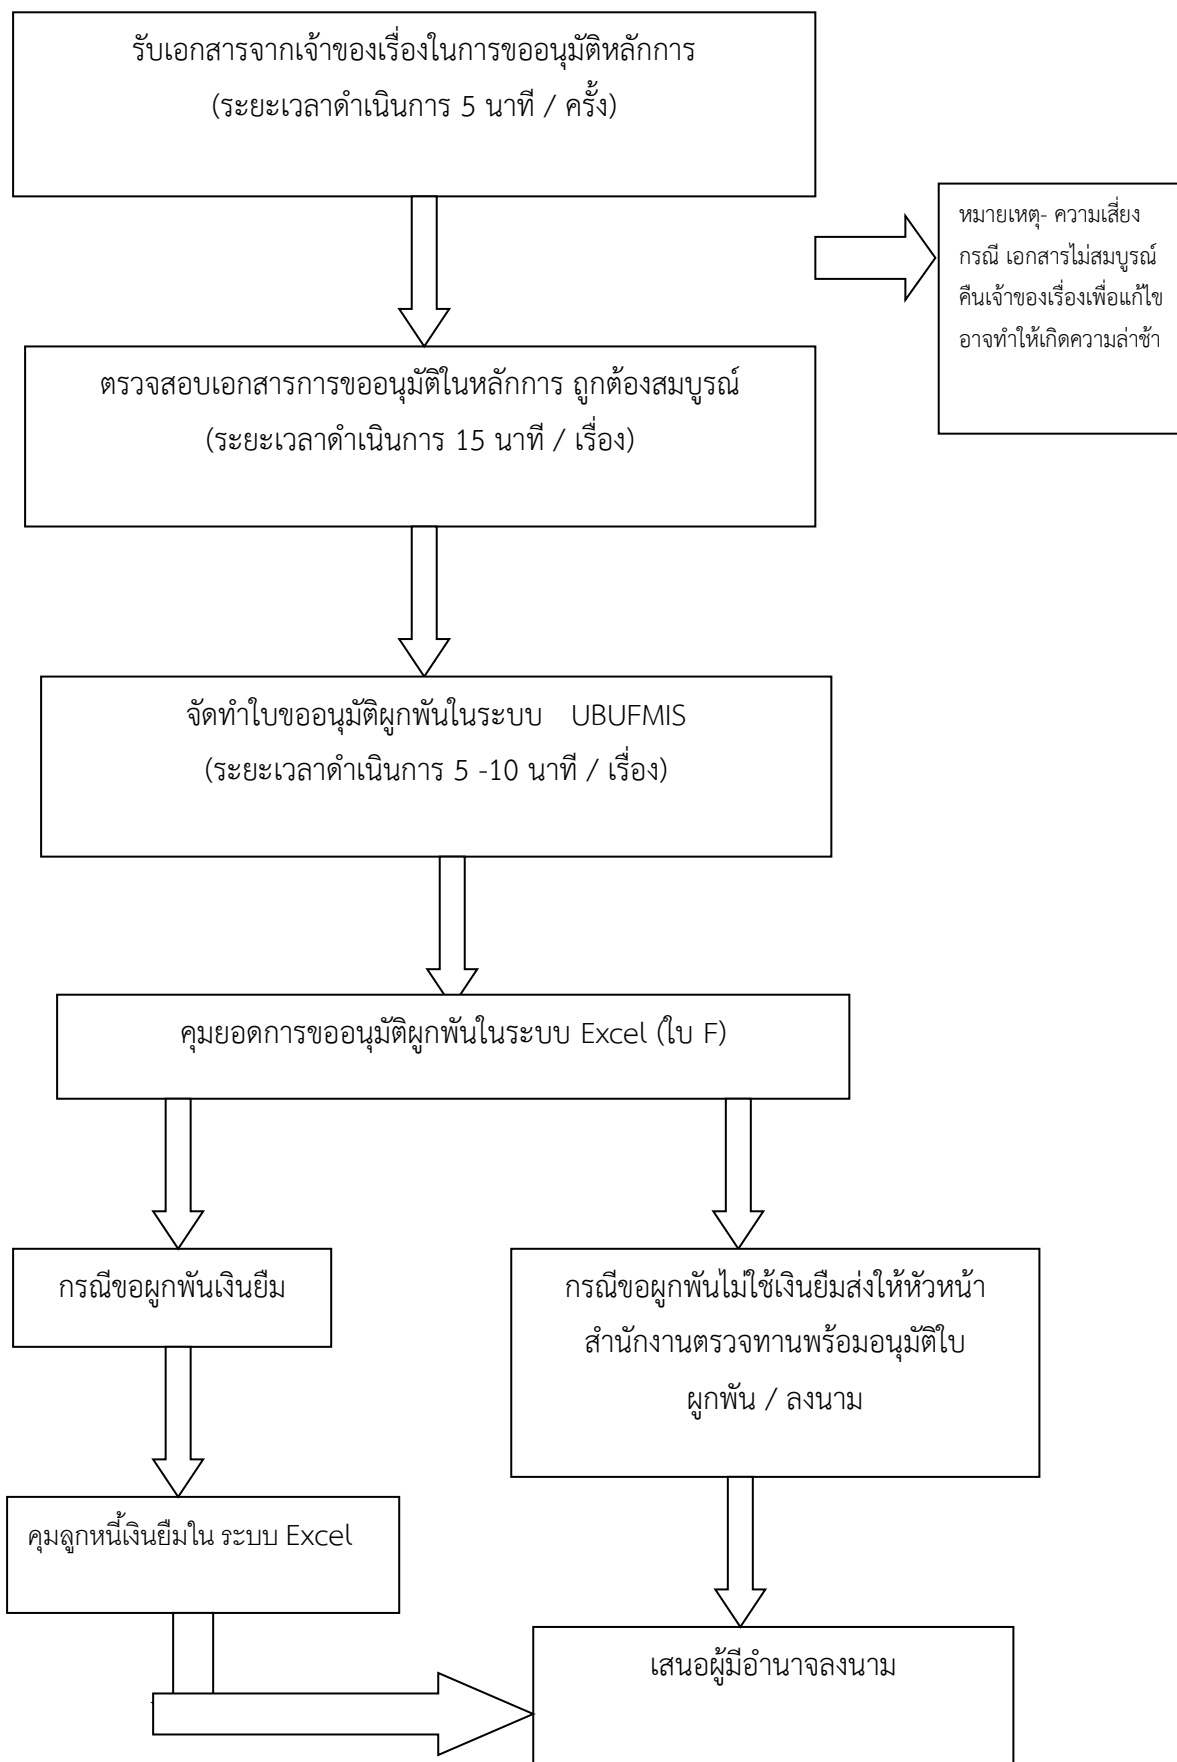 รับเอกสารจากเจ้าของเรื่องในการขออนุมัติหลักการ
(ระยะเวลาดำเนินการ 5 นาที / ครั้ง)
หมายเหตุ- ความเสี่ยง
กรณี เอกสารไม่สมบูรณ์
คืนเจ้าของเรื่องเพื่อแก้ไข
อาจทำให้เกิดความล่าช้า
ตรวจสอบเอกสารการขออนุมัติในหลักการ ถูกต้องสมบูรณ์
(ระยะเวลาดำเนินการ 15 นาที / เรื่อง)
จัดทำใบขออนุมัติผูกพันในระบบ UBUFMIS
(ระยะเวลาดำเนินการ 5 -10 นาที / เรื่อง)
คุมยอดการขออนุมัติผูกพันในระบบ Excel (ใบ F)
กรณีขอผูกพันเงินยืม
กรณีขอผูกพันไม่ใช้เงินยืมส่งให้หัวหน้า
สำนักงานตรวจทานพร้อมอนุมัติใบ
ผูกพัน / ลงนาม
คุมลูกหนี้เงินยืมใน ระบบ Excel
เสนอผู้มีอำนาจลงนาม